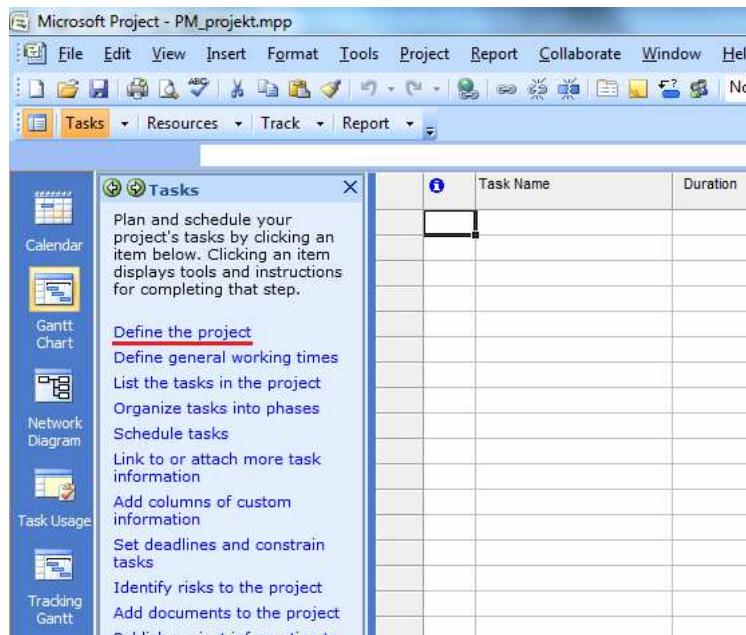 Microsoft Project - PM_projekt.mpp
File Edit View Insert Format Tools Project Report Collaborate Window
Tasks Resources Track Report
Tasks
Task Name
Duration
Calendar
Gantt
Chart
Network
Diagram
Task Usage
Tracking
Gantt
Plan and schedule your
project's tasks by clicking an
item below. Clicking an item
displays tools and instructions
for completing that step.
Define the project
Define general working times
List the tasks in the project
Organize tasks into phases
Schedule tasks
Link to or attach more task
information
Add columns of custom
information
Set deadlines and constrain
tasks
Identify risks to the project
Add documents to the project